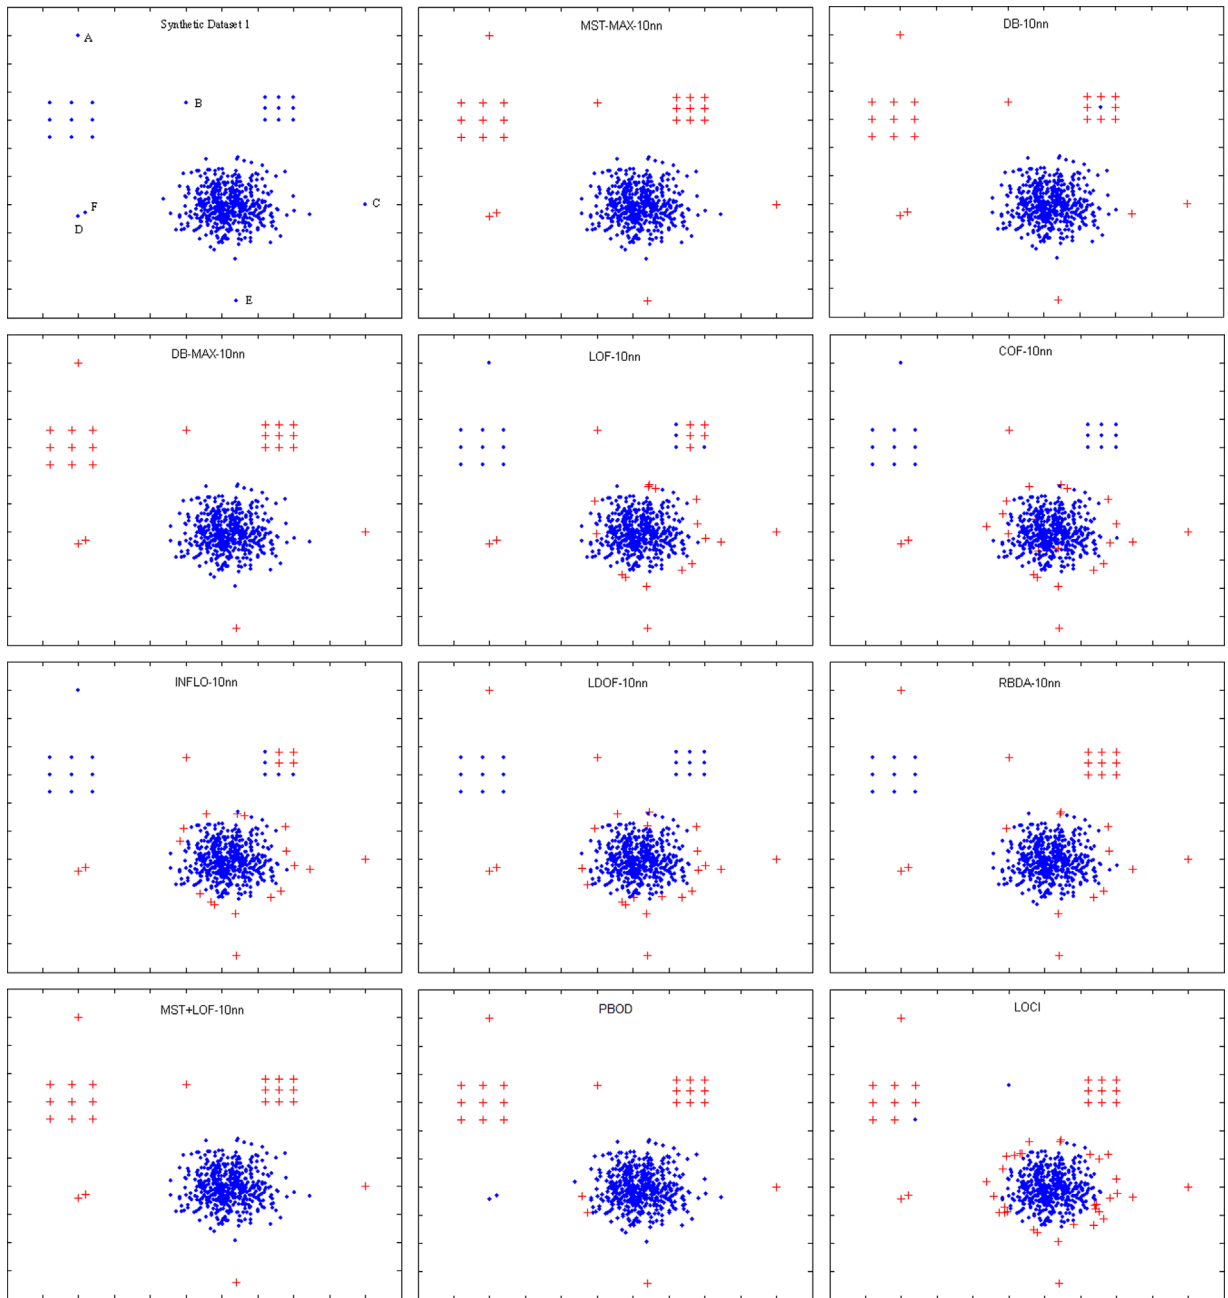 Synthetic Dataset 1
A
B
C
F
D
E
MST-MAX-10nn
DB-10nn
DB-MAX-10nn
LOF-10nn
COF-10nn
INFLO-10nn
LDOF-10nn
RBDA-10nn
MST+LOF-10nn
PBOD
LOCI